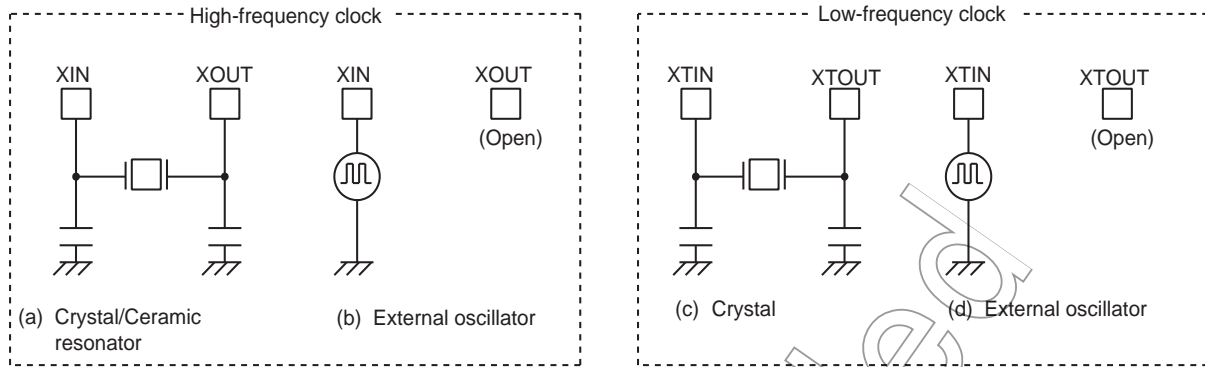 High-frequency clock
XIN
XOUT
XIN
XOUT
(Open)
(a) Crystal/Ceramic
resonator
(b) External oscillator
Low-frequency clock
XTIN
XTOUT
XTIN
XTOUT
(Open)
(c) Crystal
(d) External oscillator